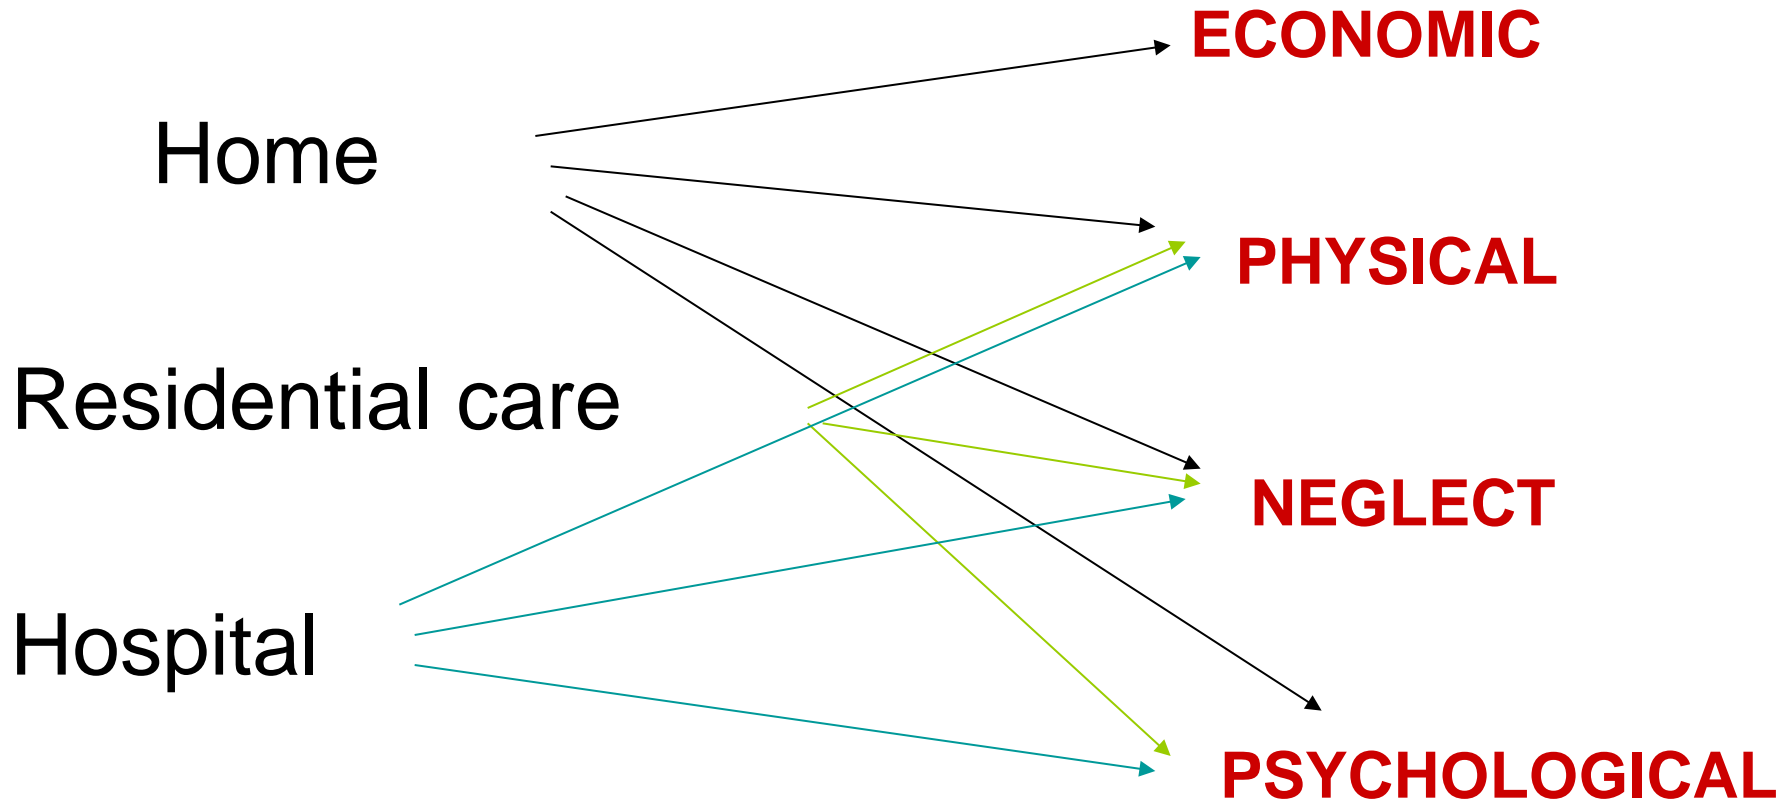 ECONOMIC
Home
PHYSICAL
Residential care
NEGLECT
Hospital
PSYCHOLOGICAL